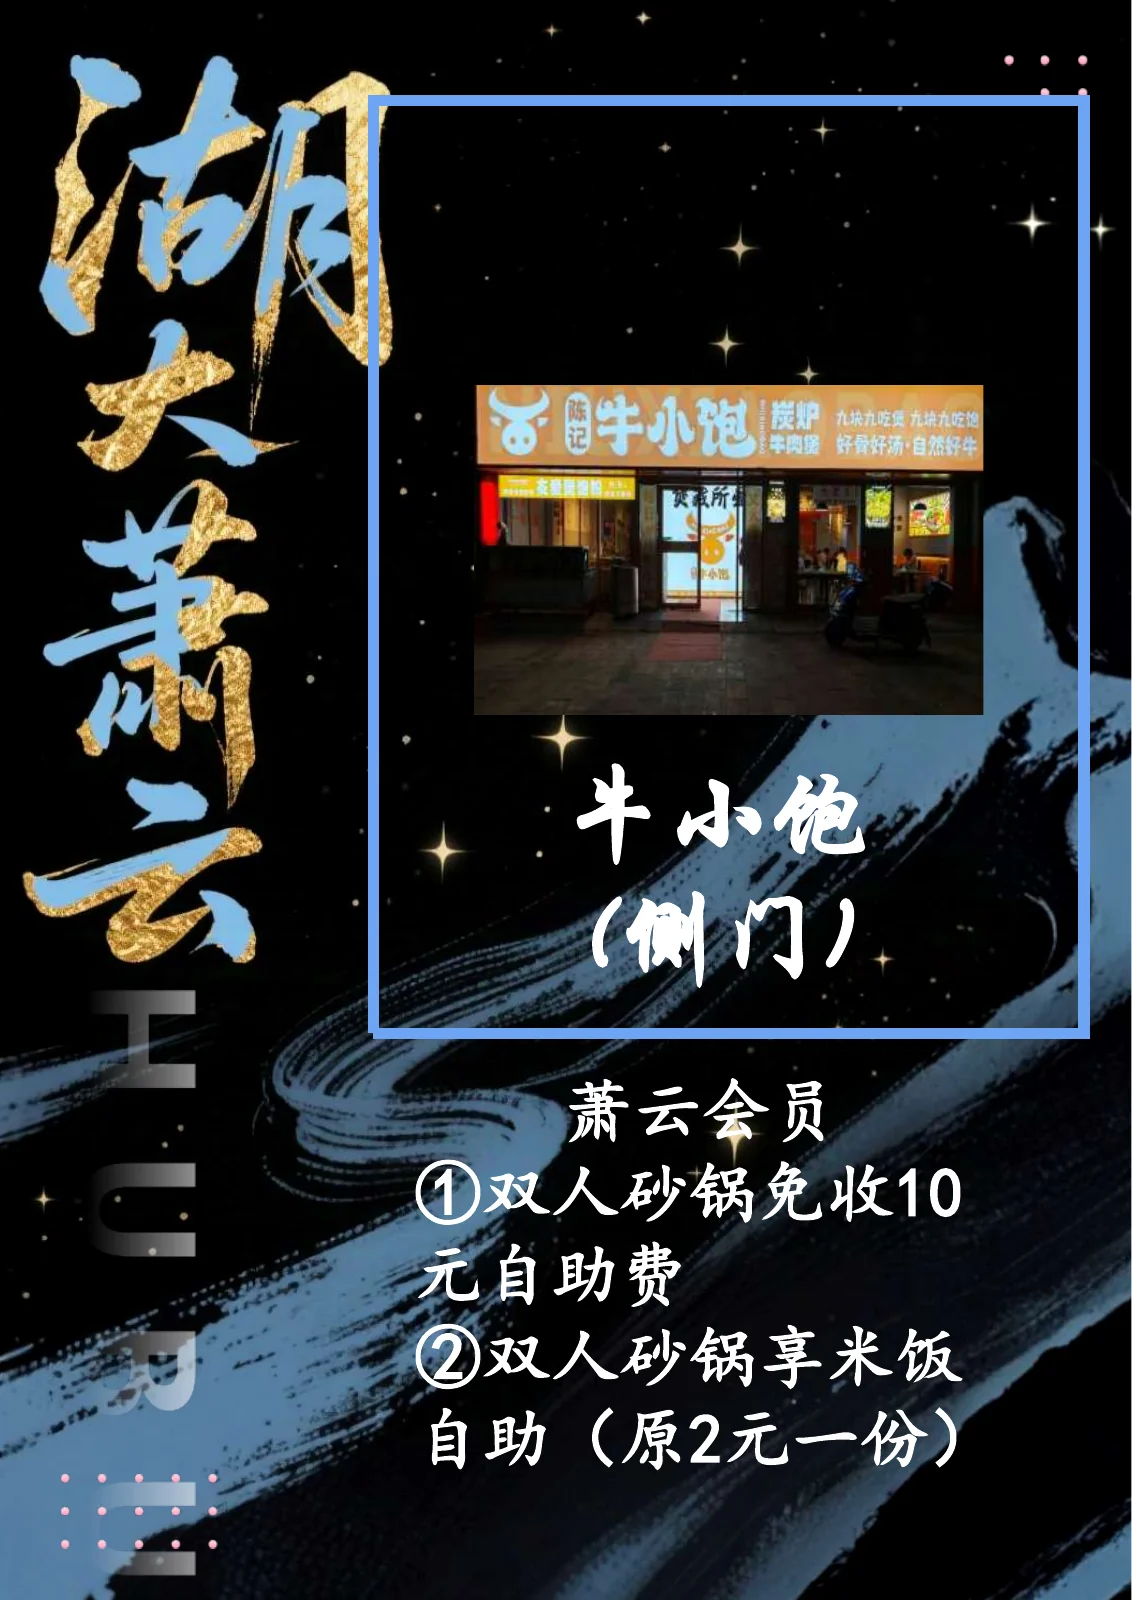 湖大萧云
陈记
牛小饱
炭炉
牛肉煲
九块九吃煲 九块九吃饱
好骨好汤·自然好牛
牛小饱
牛小饱
(侧门)
HUBU
萧云会员
①双人砂锅免收10
元自助费
②双人砂锅享米饭
自助（原2元一份）